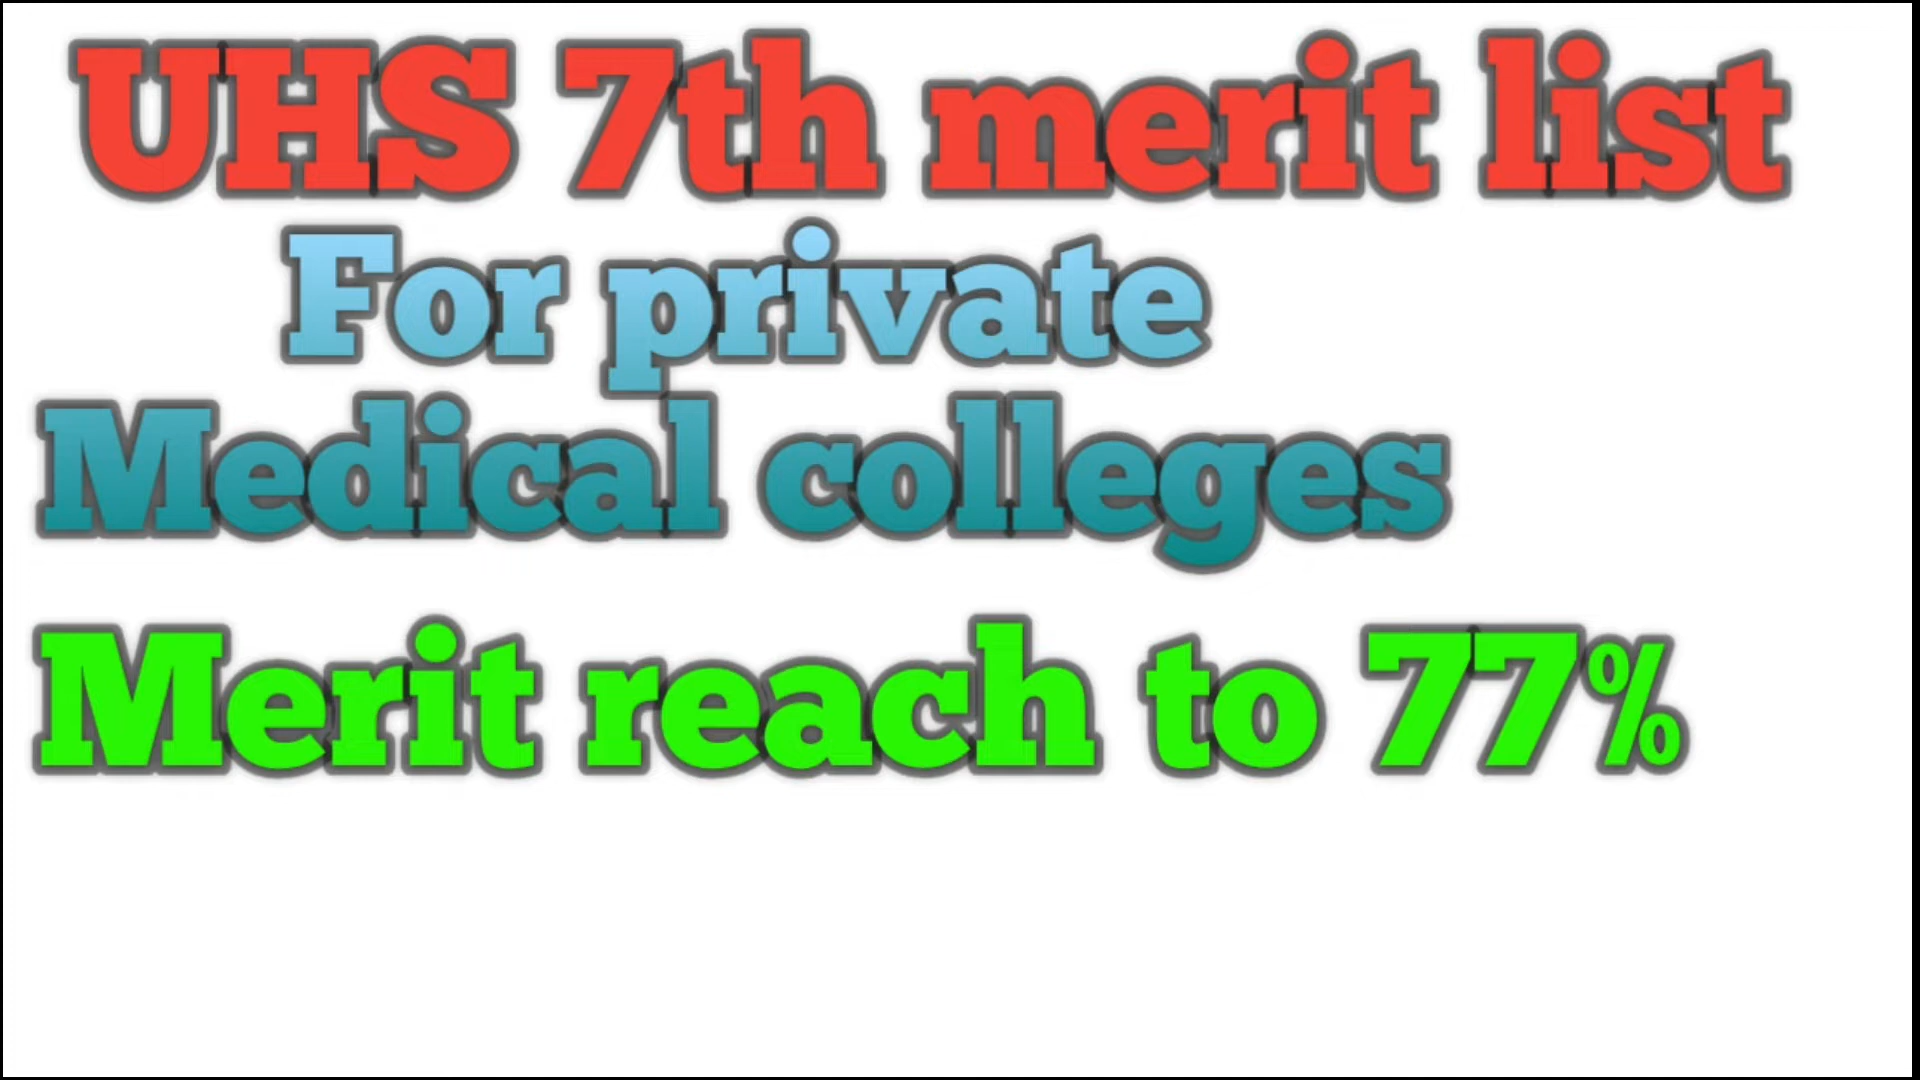 UHS 7th merit list
For private
Medical colleges
Merit reach to 77%